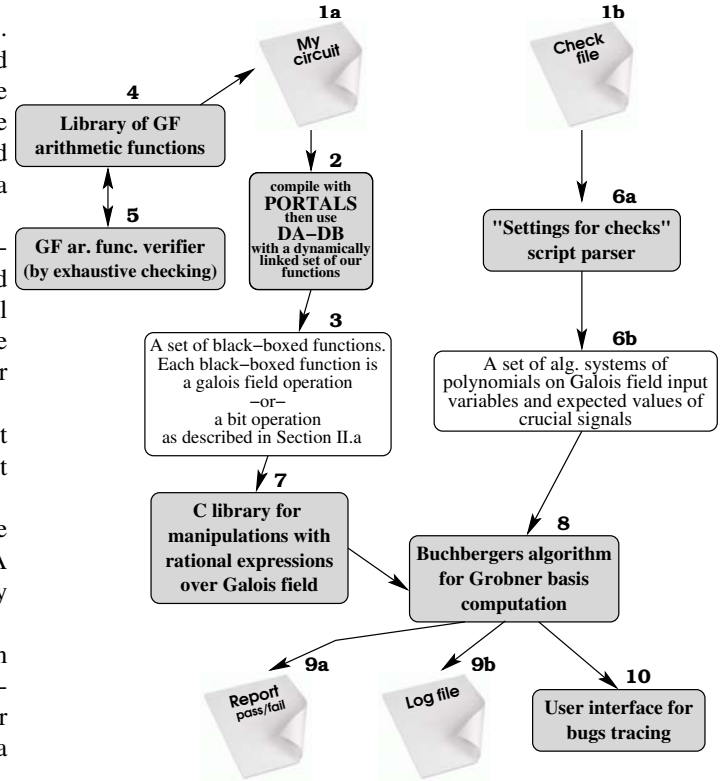 1a
1b
My
circuit
Check
file
4
Library of GF
arithmetic functions
2
compile with
PORTALS
then use
DA−DB
with a dynamically
linked set of our
functions
5
GF ar. func. verifier
(by exhaustive checking)
6a
"Settings for checks"
script parser
3
A set of black−boxed functions.
Each black−boxed function is
a galois field operation
−or−
a bit operation
as described in Section II.a
6b
A set of alg. systems of
polynomials on Galois field input
variables and expected values of
crucial signals
7
C library for
manipulations with
rational expressions
over Galois field
8
Buchbergers algorithm
for Grobner basis
computation
9a
Report
pass/fail
9b
Log file
10
User interface for
bugs tracing